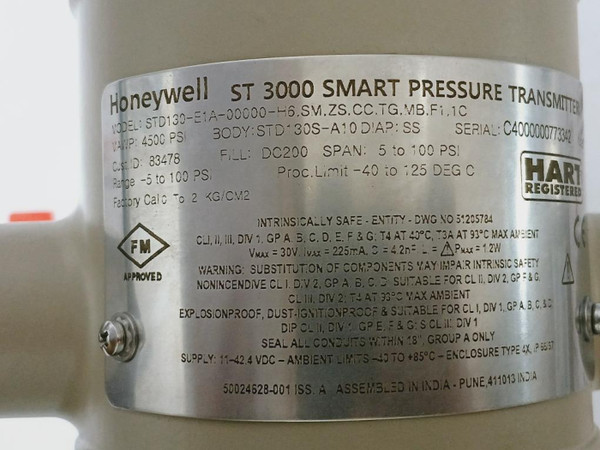 Honeywell ST 3000 SMART PRESSURE TRANSMITTER
MODEL: STD130-E1A-00000-H6,SM,ZS,CC,TG,MB,F1,1C
MAWP: 4500 PSI BODY: STD130S-A10 DIAP: SS SERIAL: C4000000773342
Cust.ID: 83478 FILL: DC200 SPAN: 5 to 100 PSI
Range -5 to 100 PSI Proc.Limit -40 to 125 DEG C
Factory Calib To 2 KG/CM2
HART
REGISTERED
FM
APPROVED
INTRINSICALLY SAFE - ENTITY - DWG NO 51205784
CL I, II, III, DIV 1, GP A, B, C, D, E, F & G; T4 AT 40°C, T3A AT 93°C MAX AMBIENT
VMAX = 30V, IMAX = 225mA, C = 4.2nF, L = PMAX = 1.2W
WARNING: SUBSTITUTION OF COMPONENTS MAY IMPAIR INTRINSIC SAFETY
NONINCENDIVE CL I, DIV 2, GP A, B, C, D; SUITABLE FOR CL II, DIV 2, GP F & G,
CL III, DIV 2; T4 AT 93°C MAX AMBIENT
EXPLOSIONPROOF, DUST-IGNITIONPROOF & SUITABLE FOR CL I, DIV 1, GP A, B, C, & D;
DIP CL II, DIV 1, GP E, F & G; S CL III, DIV 1
SEAL ALL CONDUITS WITHIN 18", GROUP A ONLY
SUPPLY: 11-42.4 VDC - AMBIENT LIMITS -40 TO +85°C - ENCLOSURE TYPE 4X, IP 66/67
50024628-001 ISS. A ASSEMBLED IN INDIA - PUNE, 411013 INDIA